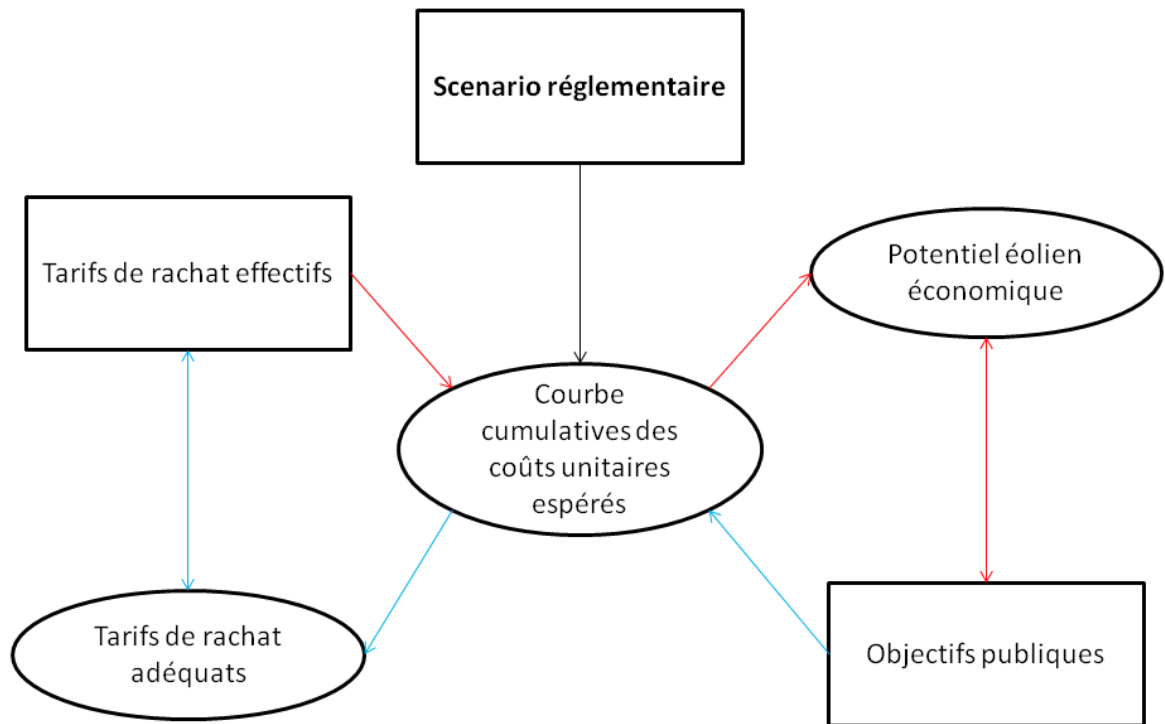 Scenario réglementaire
Tarifs de rachat effectifs
Potentiel éolien
économique
Courbe
cumulatives des
coûts unitaires
espérés
Tarifs de rachat
adéquats
Objectifs publiques